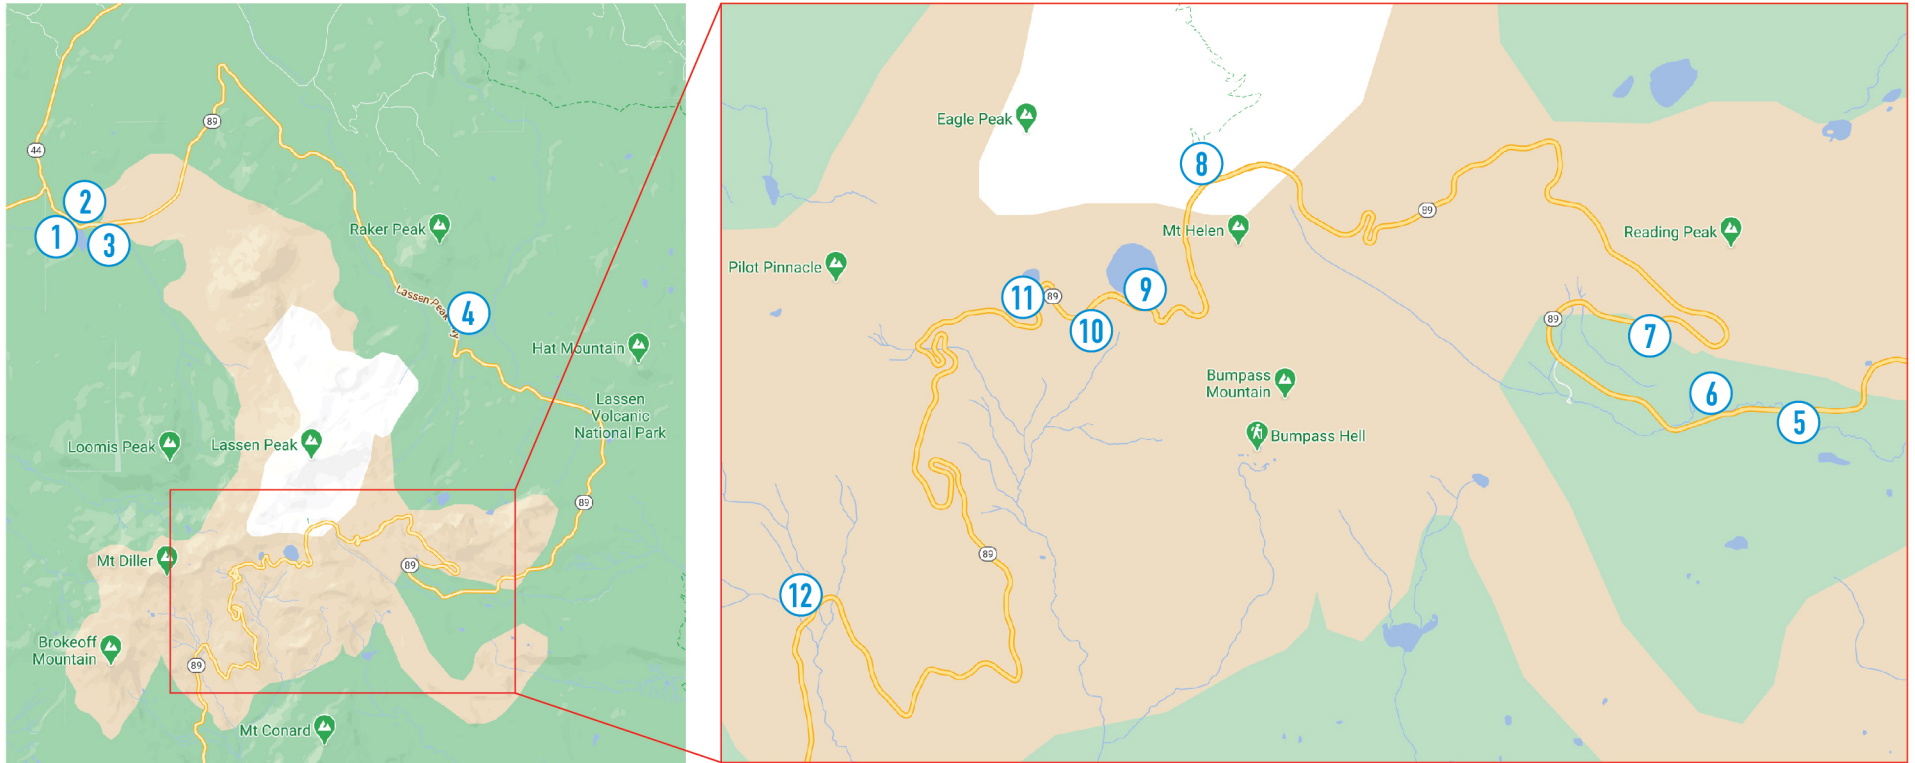 89
44
2
1
3
Raker Peak
Lassen Peak
4
Hat Mountain
Lassen
Volcanic
National Park
Loomis Peak
Lassen Peak
89
Mt Diller
89
Brokeoff
Mountain
89
Mt Conard
Eagle Peak
8
89
Mt Helen
Reading Peak
Pilot Pinnacle
11
89
9
10
89
7
Bumpass
Mountain
6
5
Bumpass Hell
89
12